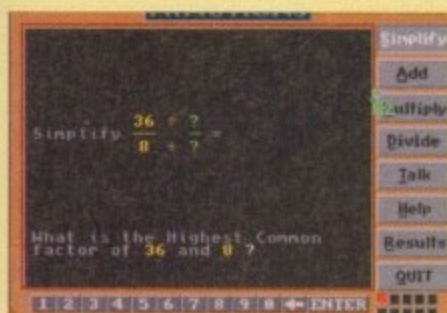 FRACTIONS
Simplify
Add
Multiply
Divide
Talk
Help
Results
QUIT
Simplify 36 ÷ ? =
8 ÷ ?
What is the Highest Common
factor of 36 and 8 ?
1 2 3 4 5 6 7 8 9 0 ← ENTER